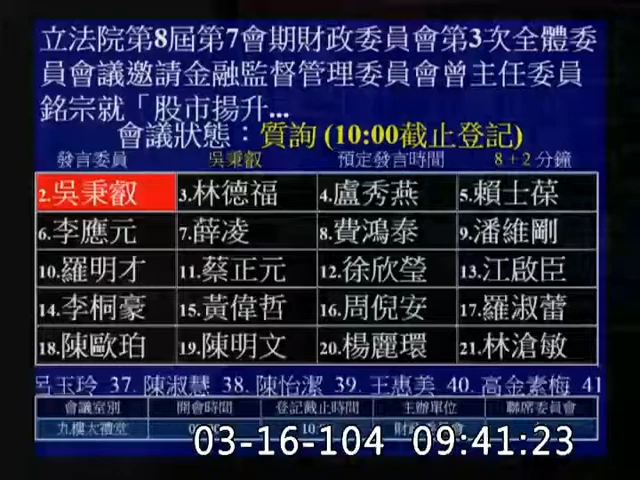 立法院第8屆第7會期財政委員會第3次全體委
員會議邀請金融監督管理委員會曾主任委員
銘宗就「股市揚升...
會議狀態：質詢 (10:00截止登記)
發言委員 吳秉叡 預定發言時間 8+2 分鐘
2.吳秉叡 3.林德福 4.盧秀燕 5.賴士葆
6.李應元 7.薛凌 8.費鴻泰 9.潘維剛
10.羅明才 11.蔡正元 12.徐欣瑩 13.江啟臣
14.李桐豪 15.黃偉哲 16.周倪安 17.羅淑蕾
18.陳歐珀 19.陳明文 20.楊麗環 21.林滄敏
呂玉玲 37. 陳淑慧 38. 陳怡潔 39. 王惠美 40. 高金素梅 41
會議室別 開會時間 登記截止時間 主辦單位 聯席委員會
九樓大禮堂
03-16-104 09:41:23